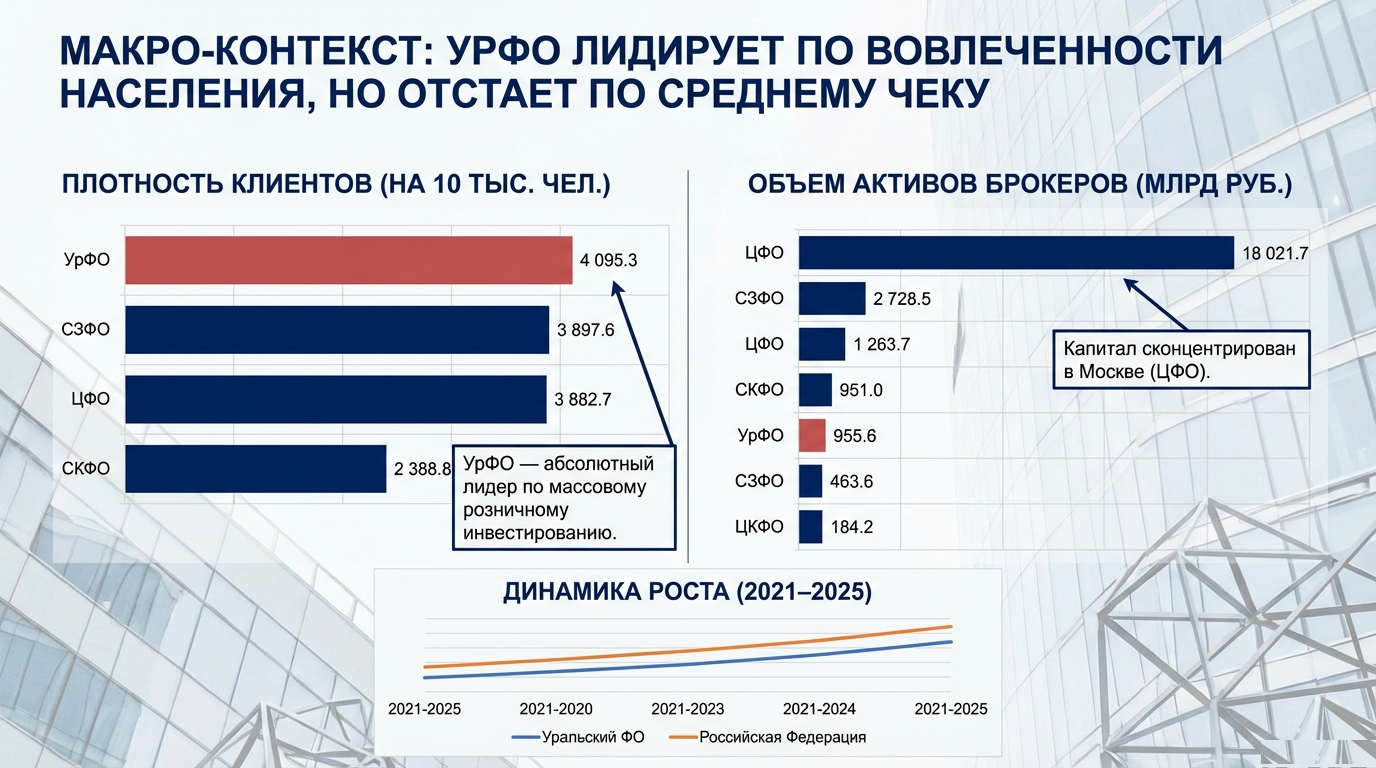 МАКРО-КОНТЕКСТ: УРФО ЛИДИРУЕТ ПО ВОВЛЕЧЕННОСТИ
НАСЕЛЕНИЯ, НО ОТСТАЕТ ПО СРЕДНЕМУ ЧЕКУ
ПЛОТНОСТЬ КЛИЕНТОВ (НА 10 ТЫС. ЧЕЛ.)
УрФО 4 095.3
СЗФО 3 897.6
ЦФО 3 882.7
СКФО 2 388.8
УрФО — абсолютный
лидер по массовому
розничному
инвестированию.
ОБЪЕМ АКТИВОВ БРОКЕРОВ (МЛРД РУБ.)
ЦФО 18 021.7
СЗФО 2 728.5
ЦФО 1 263.7
СКФО 951.0
УрФО 955.6
СЗФО 463.6
ЦКФО 184.2
Капитал сконцентрирован
в Москве (ЦФО).
ДИНАМИКА РОСТА (2021–2025)
2021-2025 2021-2020 2021-2023 2021-2024 2021-2025
Уральский ФО Российская Федерация